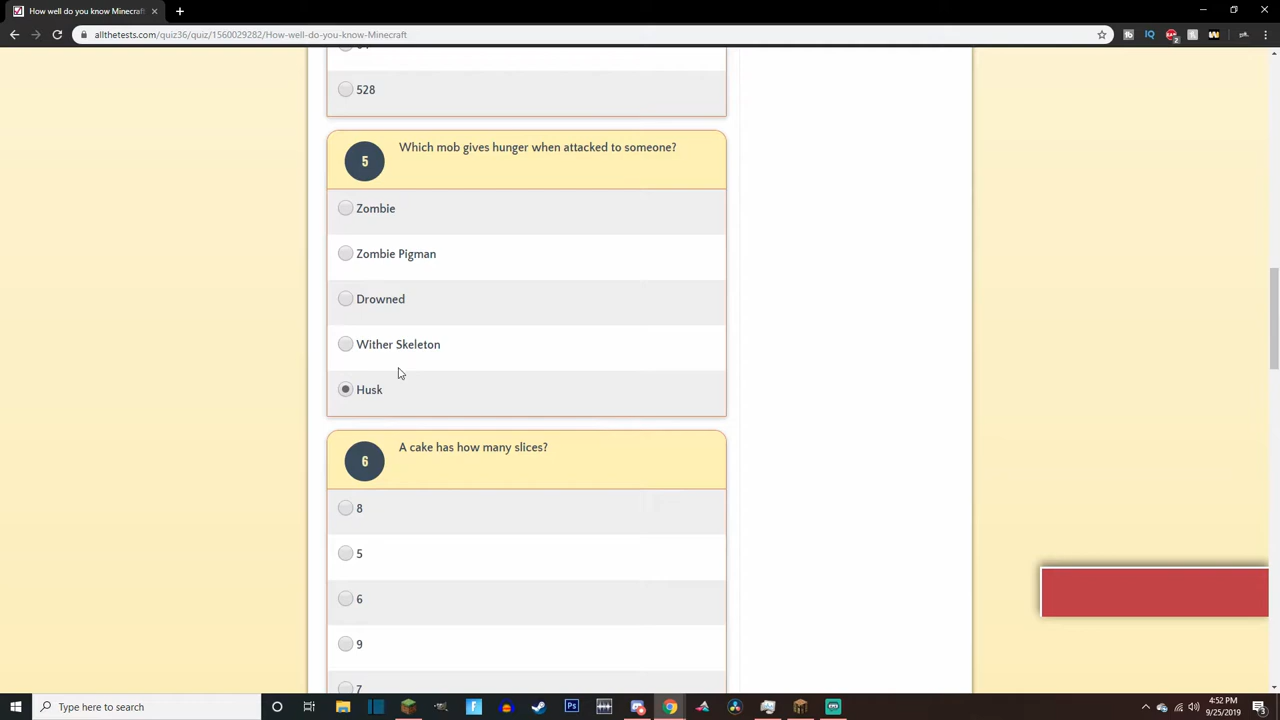 How well do you know Minecraft
allthetests.com/quiz36/quiz/1560029282/How-well-do-you-know-Minecraft
528
5
Which mob gives hunger when attacked to someone?
Zombie
Zombie Pigman
Drowned
Wither Skeleton
Husk
6
A cake has how many slices?
8
5
6
9
7
Type here to search
4:52 PM
9/25/2019